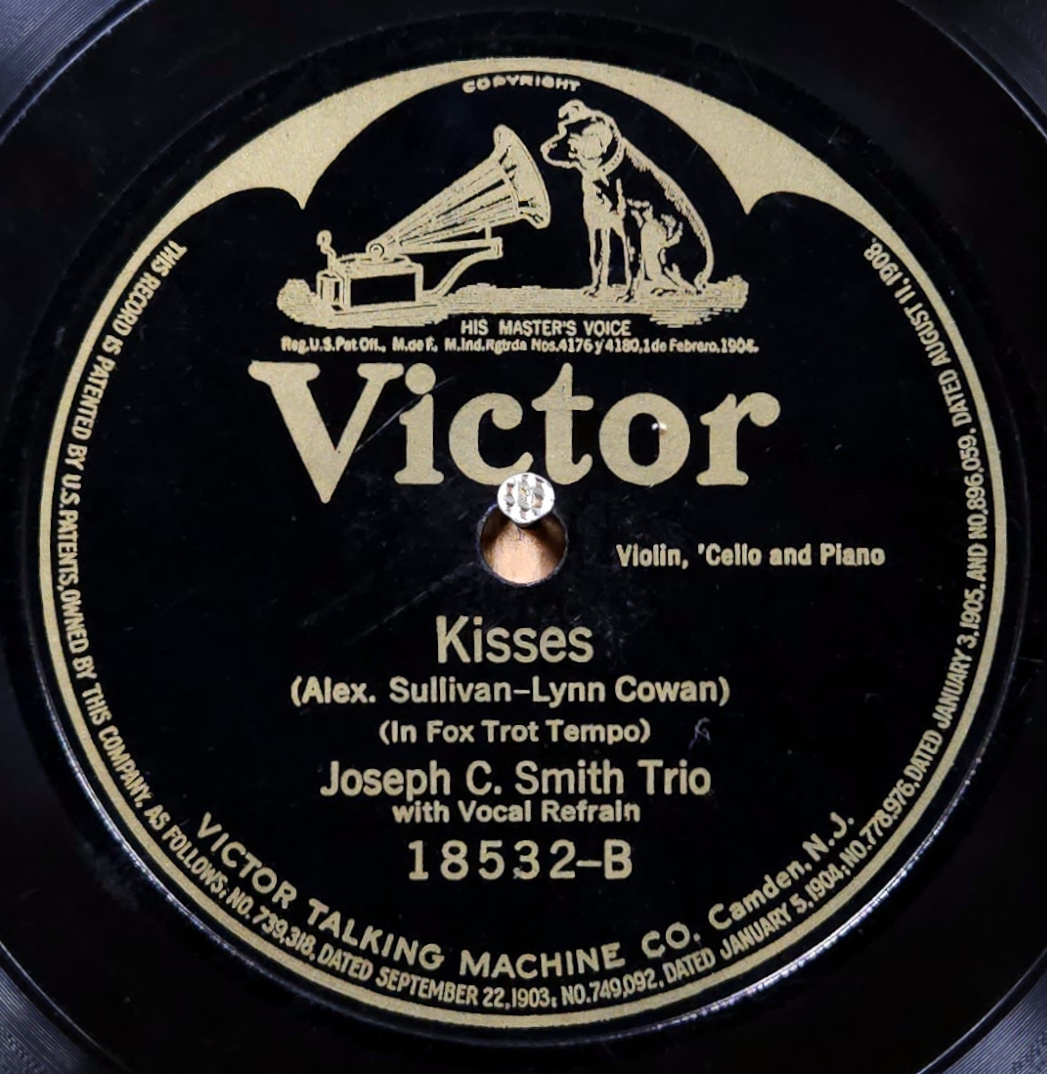 COPYRIGHT
HIS MASTER'S VOICE
Reg.U.S.Pat.Off., M.de F. M.Ind.Rgtrda Nos.4176 y 4180,1 de Febrero,1904.
Victor
Violin, 'Cello and Piano
Kisses
(Alex. Sullivan–Lynn Cowan)
(In Fox Trot Tempo)
Joseph C. Smith Trio
with Vocal Refrain
18532–B
VICTOR TALKING MACHINE CO. Camden, N.J.
THIS RECORD IS PATENTED BY U.S. PATENTS, OWNED BY THIS COMPANY, AS FOLLOWS: NO. 739,318, DATED SEPTEMBER 22, 1903; NO. 749,092, DATED JANUARY 5, 1904; NO. 778,976, DATED JANUARY 3, 1905, AND NO. 896,059, DATED AUGUST 11, 1908.